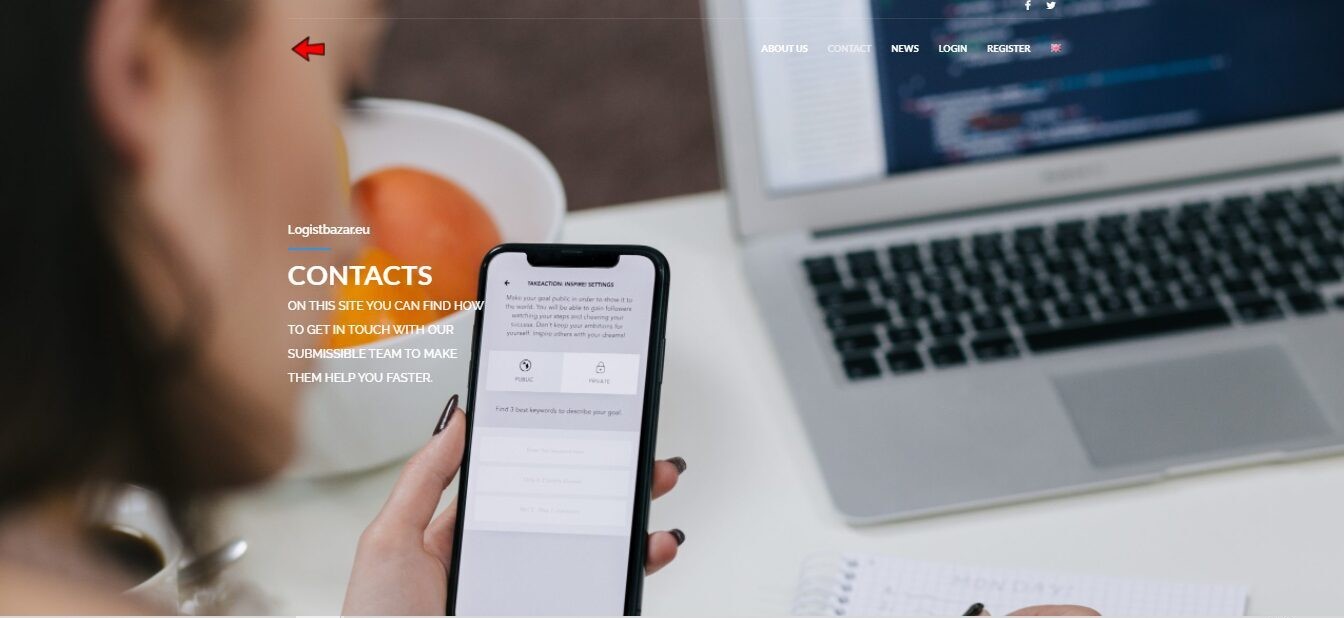 ABOUT US CONTACT NEWS LOGIN REGISTER
Logistbazar.eu
CONTACTS
ON THIS SITE YOU CAN FIND HOW
TO GET IN TOUCH WITH OUR
SUBMISSIBLE TEAM TO MAKE
THEM HELP YOU FASTER.
TAKEACTION: INSPIRE! SETTINGS
Make your goal public in order to show it to
the world. You will be able to gain followers
watching your steps and cheering your
success. Don't keep your ambitions for
yourself. Inspire others with your dreams!
PUBLIC PRIVATE
Find 3 best keywords to describe your goal.
MONDAY!